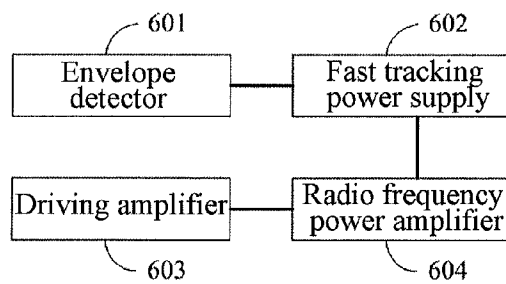 601
602
Envelope
detector
Fast tracking
power supply
Driving amplifier
Radio frequency
power amplifier
603
604